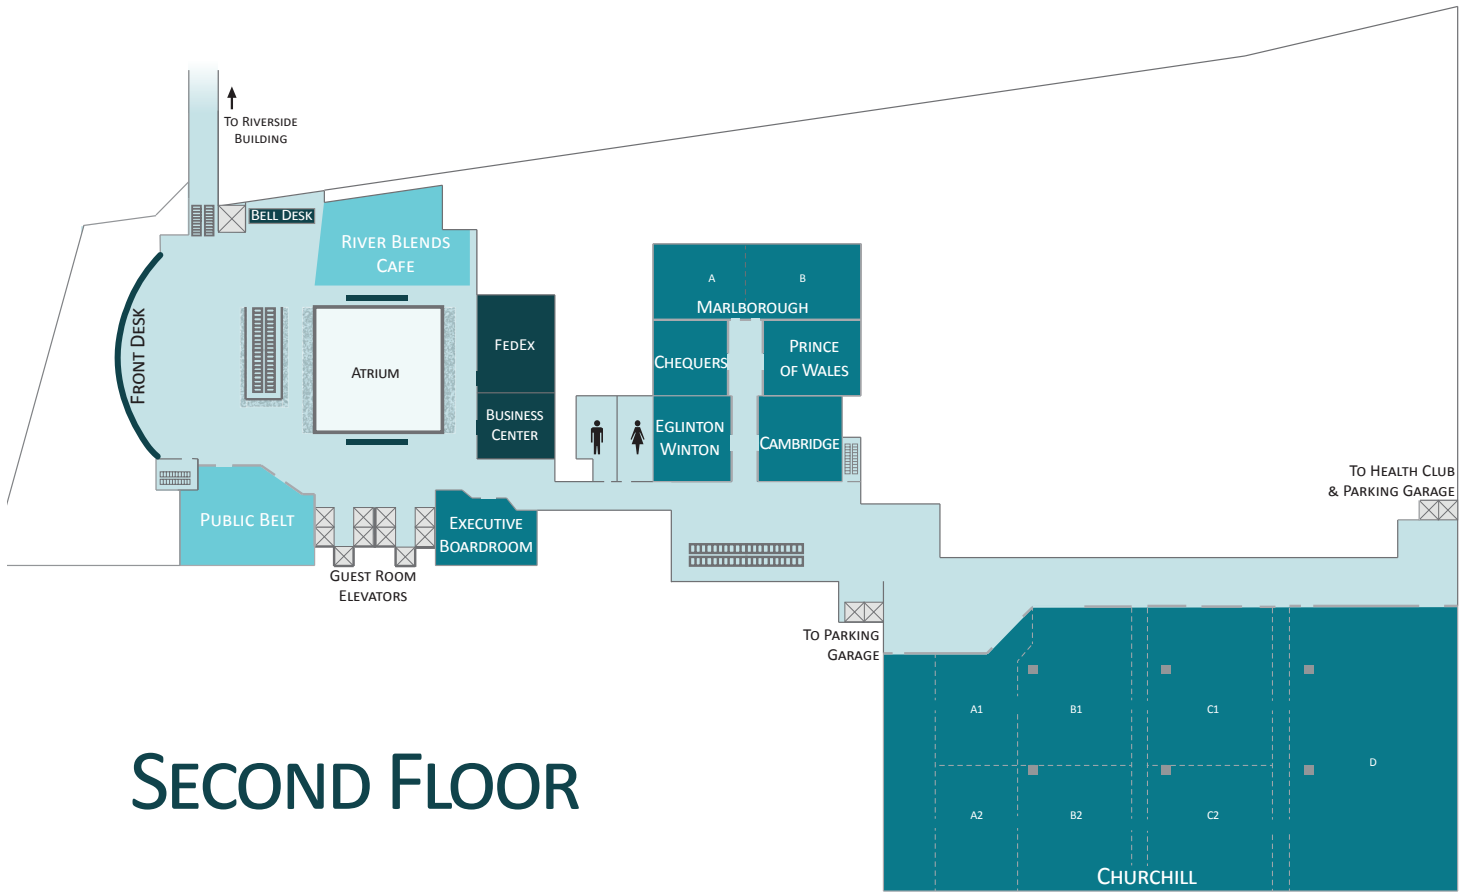 To Riverside
Building
Bell Desk
River Blends
Cafe
Front Desk
Atrium
FedEx
Business
Center
A
B
Marlborough
Chequers
Prince
of Wales
Eglinton
Winton
Cambridge
Public Belt
Executive
Boardroom
Guest Room
Elevators
To Health Club
& Parking Garage
To Parking
Garage
A1
B1
C1
D
A2
B2
C2
Churchill
Second Floor